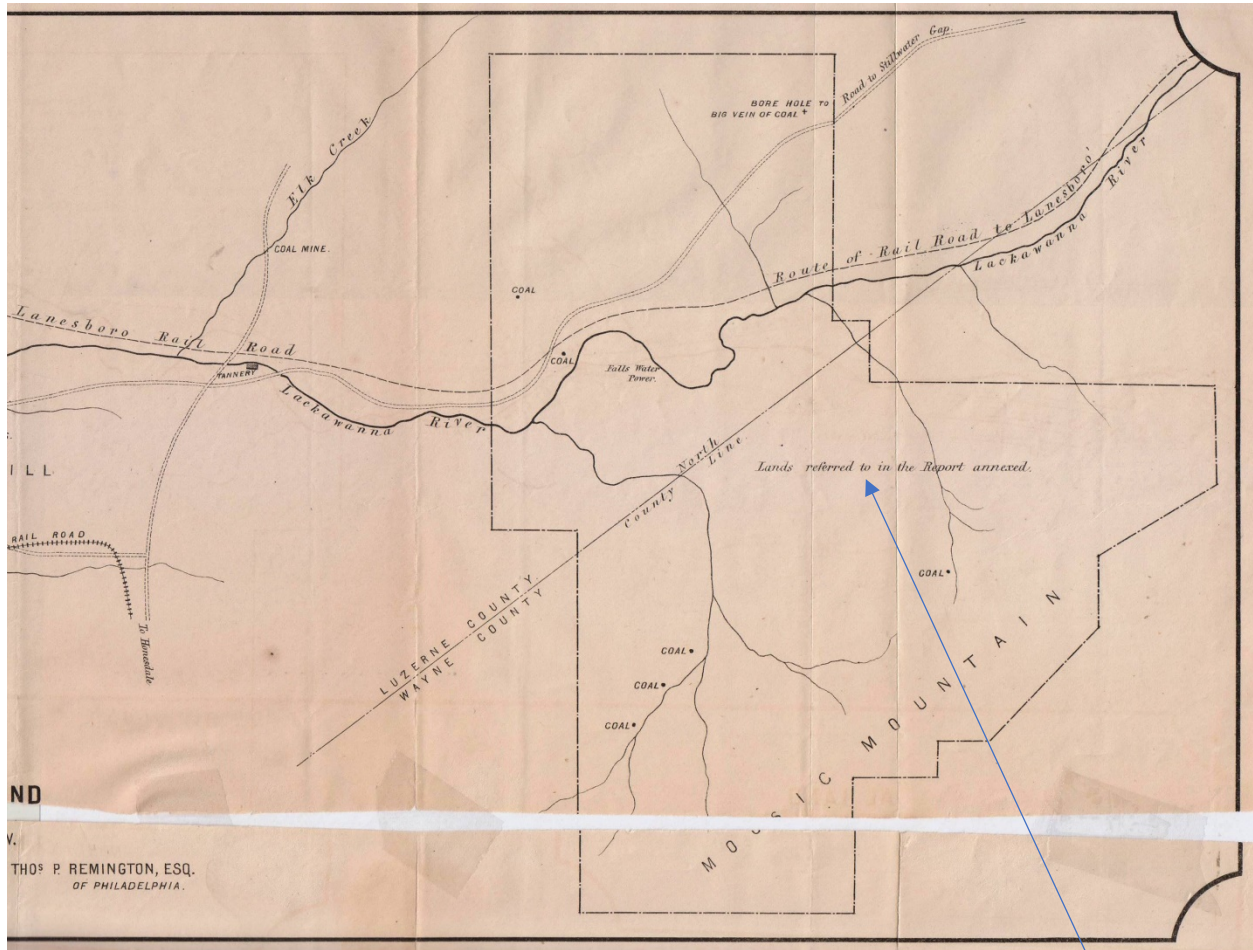 BORE HOLE TO
BIG VEIN OF COAL
Road to Stillwater Gap.
Elk Creek
COAL MINE.
COAL
Route of Rail Road to Lanesboro'
Lackawanna River
Lanesboro Rail Road
TANNERY
COAL
Falls Water
Power.
Lackawanna River
North
County Line
Lands referred to in the Report annexed.
ILL
RAIL ROAD
To Honesdale
COAL
LUZERNE COUNTY.
WAYNE COUNTY
COAL
COAL
COAL
MOOSIC MOUNTAIN
ND
THOS P. REMINGTON, ESQ.
OF PHILADELPHIA.